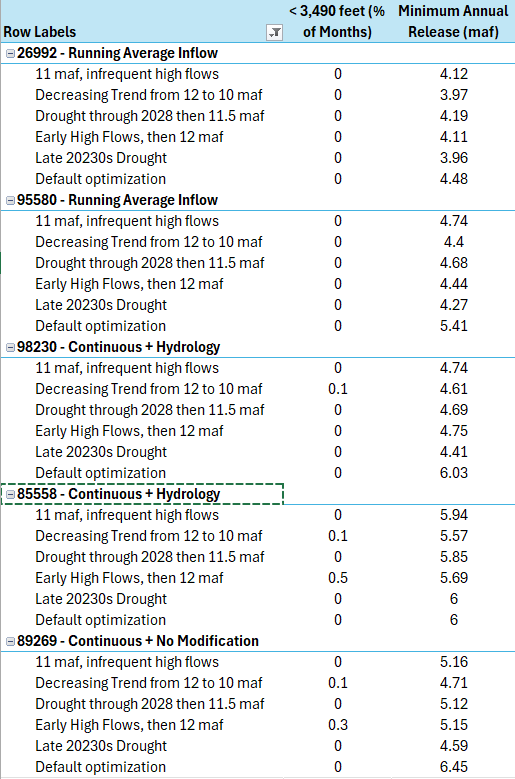 < 3,490 feet (% Minimum Annual
Row Labels of Months) Release (maf)
26992 - Running Average Inflow
11 maf, infrequent high flows 0 4.12
Decreasing Trend from 12 to 10 maf 0 3.97
Drought through 2028 then 11.5 maf 0 4.19
Early High Flows, then 12 maf 0 4.11
Late 20230s Drought 0 3.96
Default optimization 0 4.48
95580 - Running Average Inflow
11 maf, infrequent high flows 0 4.74
Decreasing Trend from 12 to 10 maf 0 4.4
Drought through 2028 then 11.5 maf 0 4.68
Early High Flows, then 12 maf 0 4.44
Late 20230s Drought 0 4.27
Default optimization 0 5.41
98230 - Continuous + Hydrology
11 maf, infrequent high flows 0 4.74
Decreasing Trend from 12 to 10 maf 0.1 4.61
Drought through 2028 then 11.5 maf 0 4.69
Early High Flows, then 12 maf 0 4.75
Late 20230s Drought 0 4.41
Default optimization 0 6.03
85558 - Continuous + Hydrology
11 maf, infrequent high flows 0 5.94
Decreasing Trend from 12 to 10 maf 0.1 5.57
Drought through 2028 then 11.5 maf 0 5.85
Early High Flows, then 12 maf 0.5 5.69
Late 20230s Drought 0 6
Default optimization 0 6
89269 - Continuous + No Modification
11 maf, infrequent high flows 0 5.16
Decreasing Trend from 12 to 10 maf 0.1 4.71
Drought through 2028 then 11.5 maf 0 5.12
Early High Flows, then 12 maf 0.3 5.15
Late 20230s Drought 0 4.59
Default optimization 0 6.45